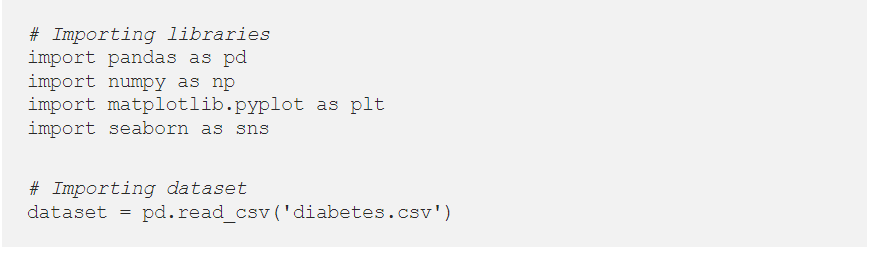 # Importing libraries
import pandas as pd
import numpy as np
import matplotlib.pyplot as plt
import seaborn as sns
# Importing dataset
dataset = pd.read_csv('diabetes.csv')